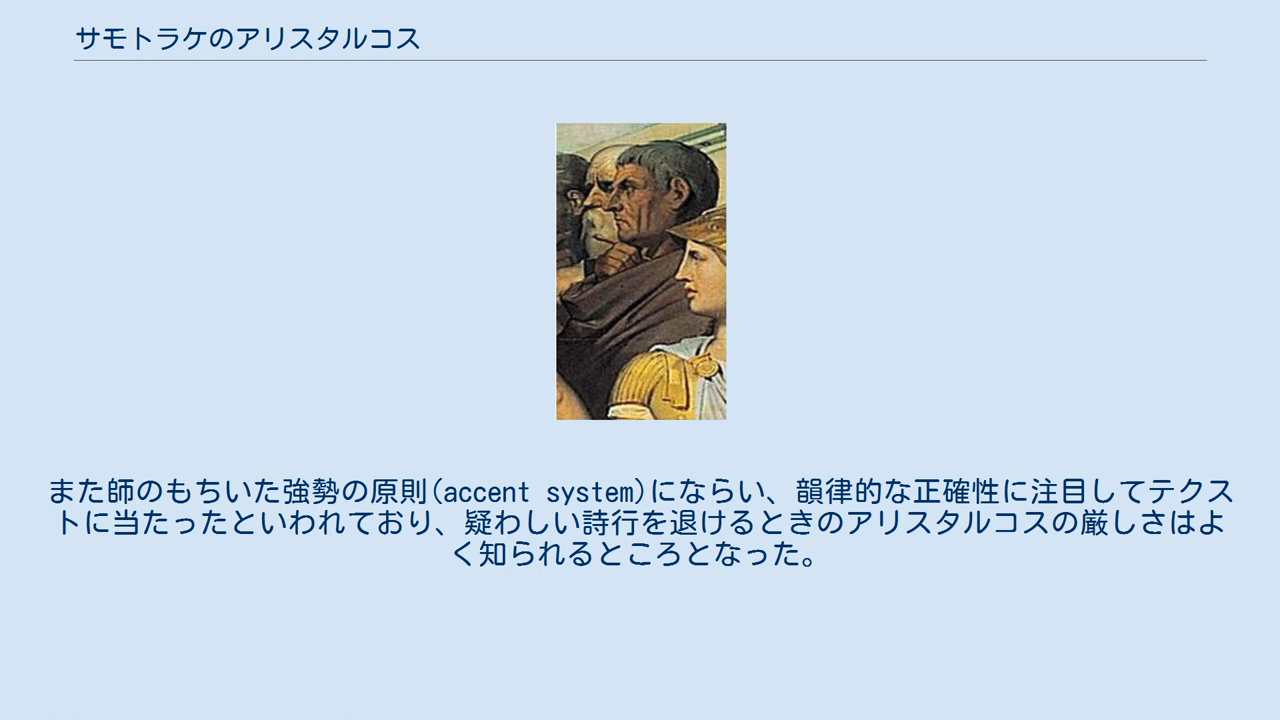 サモトラケのアリスタルコス
また師のもちいた強勢の原則(accent system)にならい、韻律的な正確性に注目してテクス
トに当たったといわれており、疑わしい詩行を退けるときのアリスタルコスの厳しさはよ
く知られるところとなった。